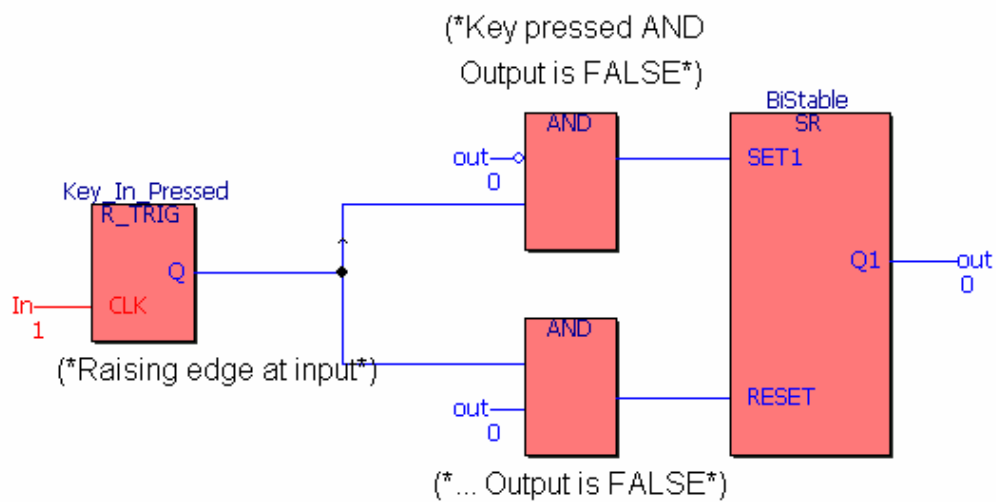 (*Key pressed AND
Output is FALSE*)
BiStable
SR
AND
out
0
SET1
Key_In_Pressed
R_TRIG
Q
Q1
out
0
In
1
CLK
AND
(*Raising edge at input*)
out
0
RESET
(*... Output is FALSE*)